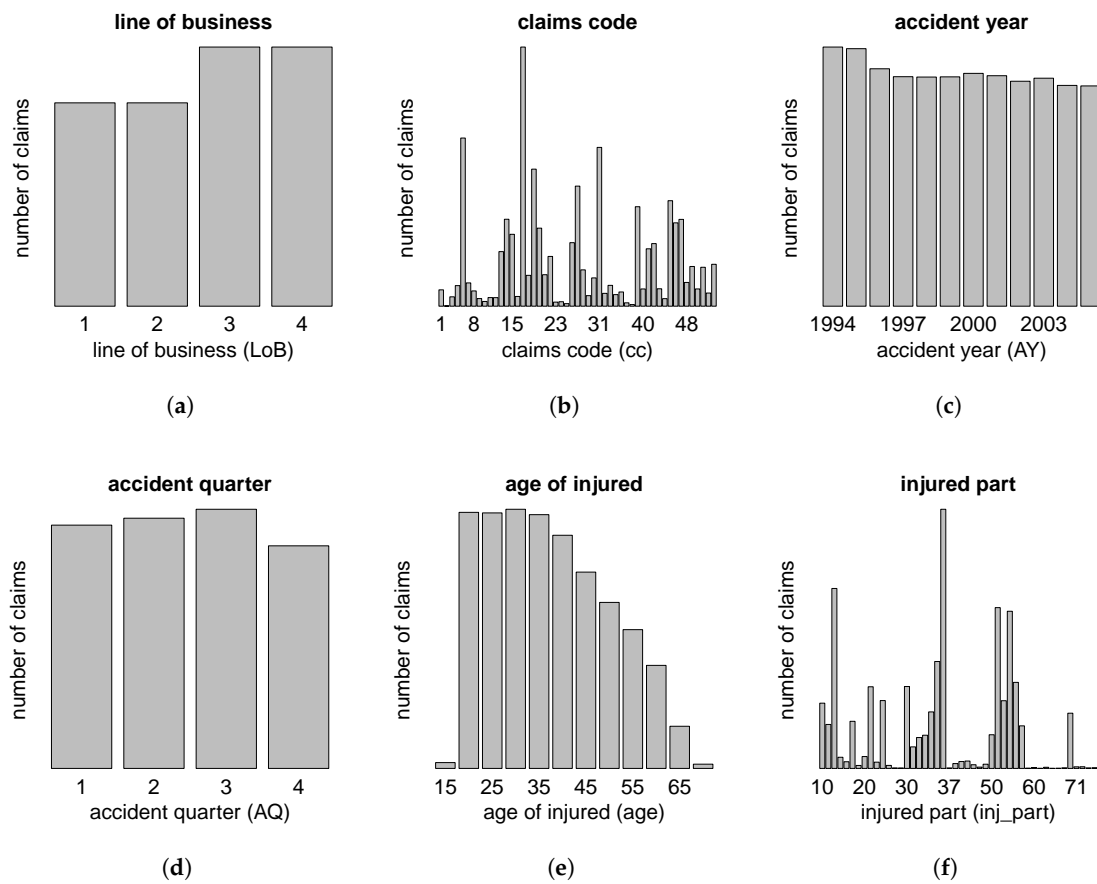 line of business
number of claims
1 2 3 4
line of business (LoB)
(a)
claims code
number of claims
1 8 15 23 31 40 48
claims code (cc)
(b)
accident year
number of claims
1994 1997 2000 2003
accident year (AY)
(c)
accident quarter
number of claims
1 2 3 4
accident quarter (AQ)
(d)
age of injured
number of claims
15 25 35 45 55 65
age of injured (age)
(e)
injured part
number of claims
10 20 30 37 50 60 71
injured part (inj_part)
(f)